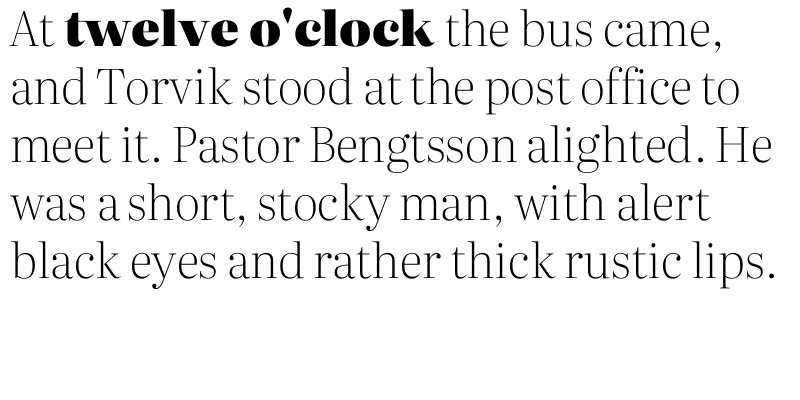 At twelve o'clock the bus came,
and Torvik stood at the post office to
meet it. Pastor Bengtsson alighted. He
was a short, stocky man, with alert
black eyes and rather thick rustic lips.